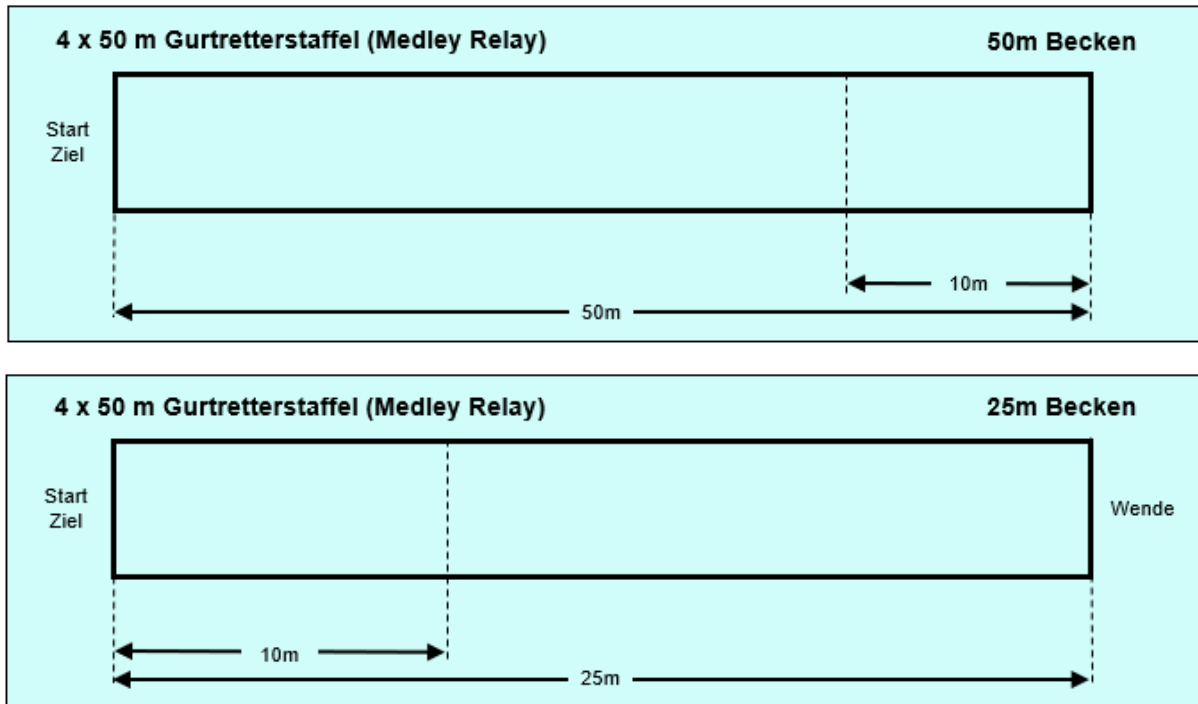 4 x 50 m Gurtretterstaffel (Medley Relay) 50m Becken
Start
Ziel
10m
50m
4 x 50 m Gurtretterstaffel (Medley Relay) 25m Becken
Start
Ziel
Wende
10m
25m